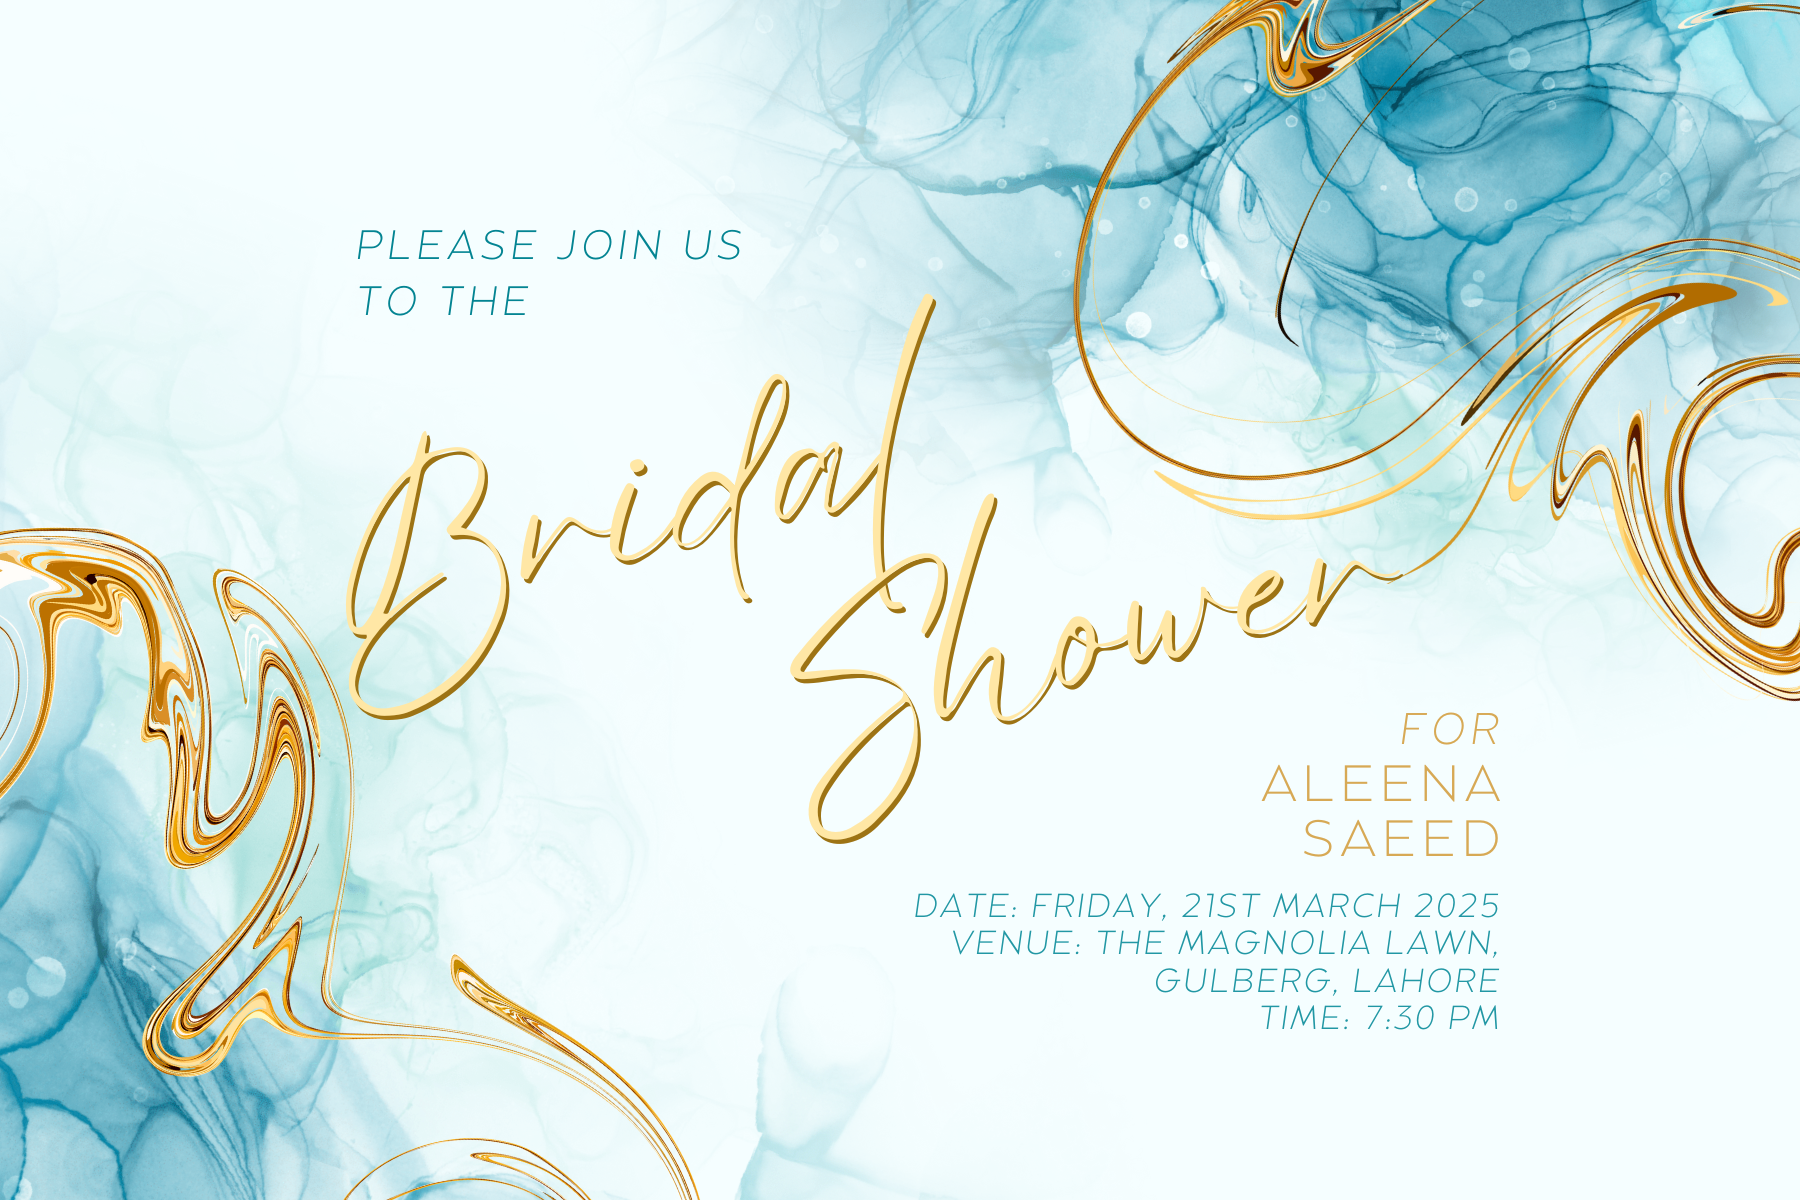 PLEASE JOIN US
TO THE
Bridal
Shower
FOR
ALEENA
SAEED
DATE: FRIDAY, 21ST MARCH 2025
VENUE: THE MAGNOLIA LAWN,
GULBERG, LAHORE
TIME: 7:30 PM